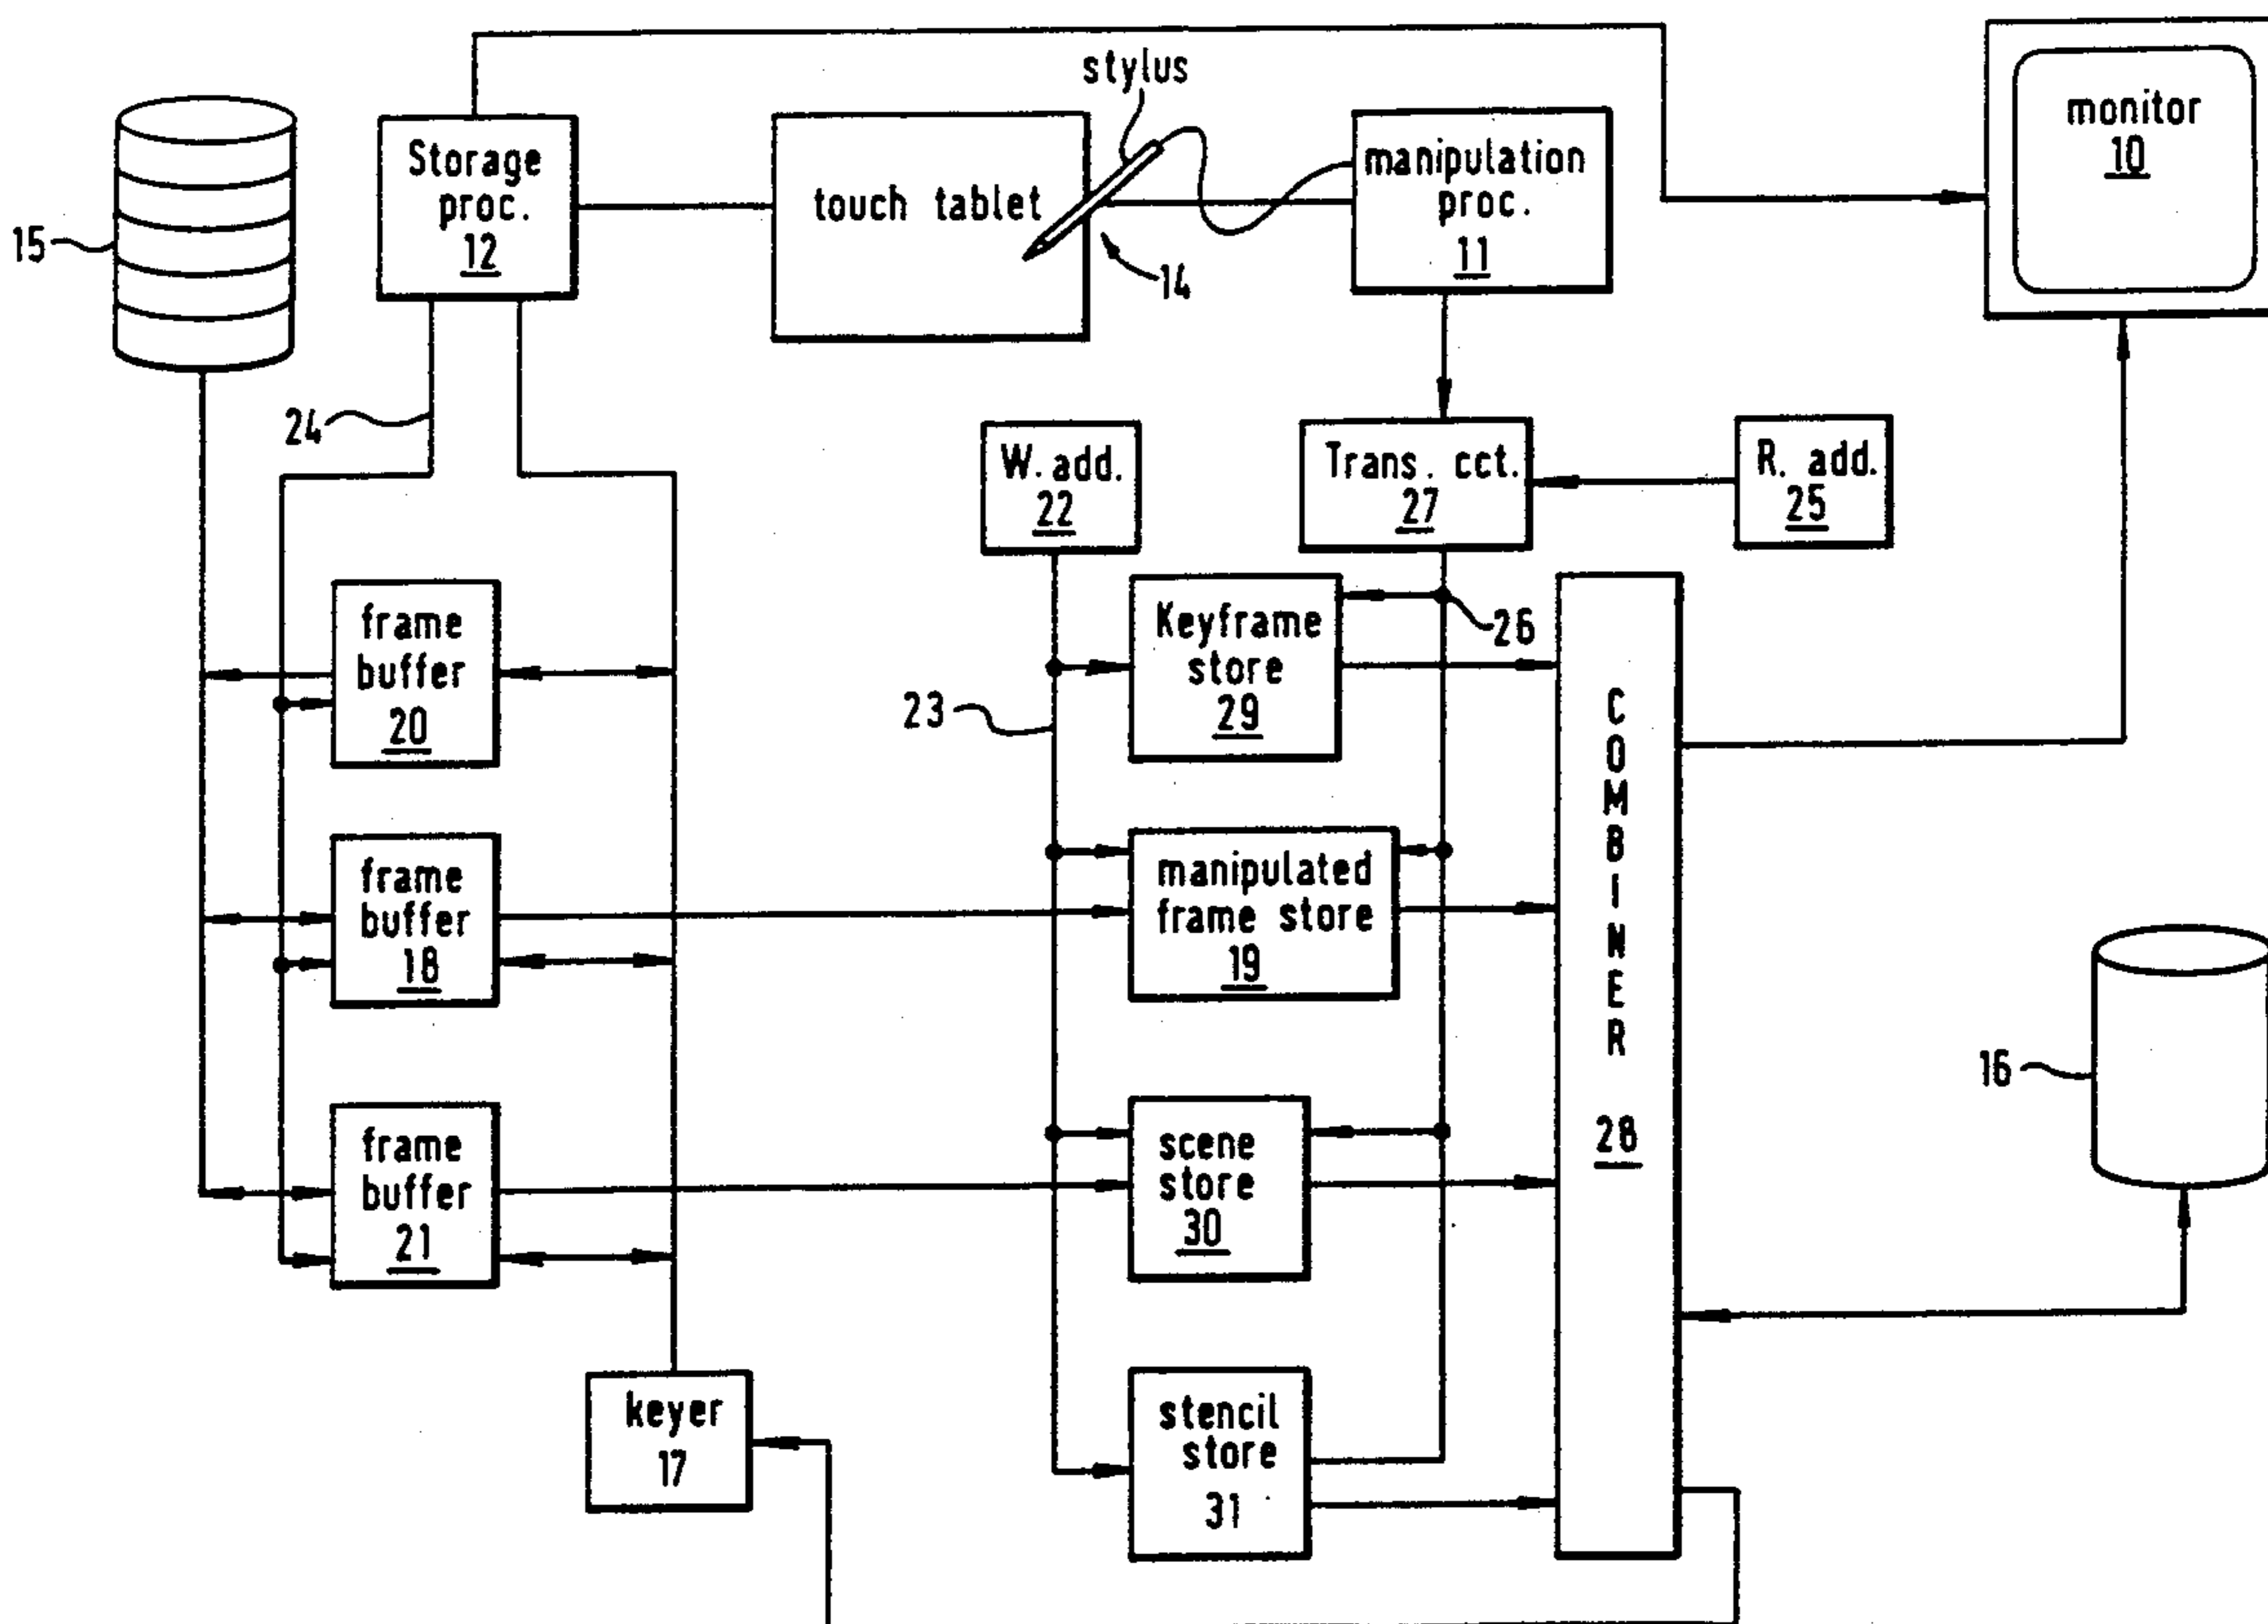 stylus
Storage
proc.
12
touch tablet
manipulation
proc.
11
monitor
10
15
14
24
W. add.
22
Trans. cct.
27
R. add.
25
frame
buffer
20
Keyframe
store
29
26
23
COMBINER
28
frame
buffer
18
manipulated
frame store
19
16
frame
buffer
21
scene
store
30
keyer
17
stencil
store
31